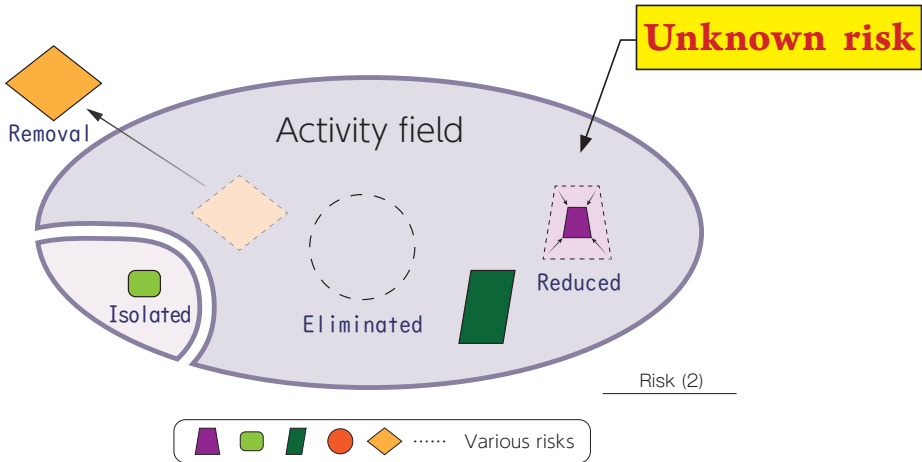 Unknown risk
Removal
Activity field
Isolated
Eliminated
Reduced
Risk (2)
······ Various risks